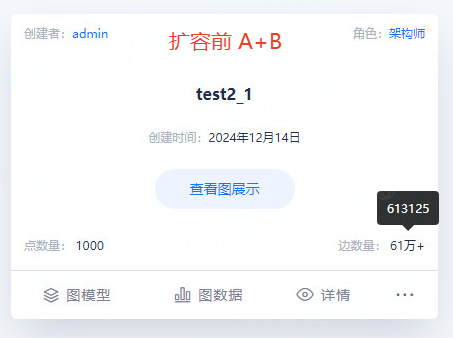 创建者：admin
扩容前 A+B
角色：架构师
test2_1
创建时间：2024年12月14日
查看图展示
613125
点数量： 1000
边数量： 61万+
图模型
图数据
详情